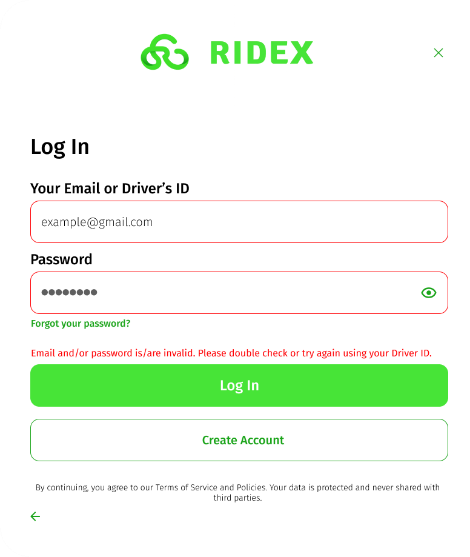 RIDEX
Log In
Your Email or Driver's ID
example@gmail.com
Password
Forgot your password?
Email and/or password is/are invalid. Please double check or try again using your Driver ID.
Log In
Create Account
By continuing, you agree to our Terms of Service and Policies. Your data is protected and never shared with
third parties.